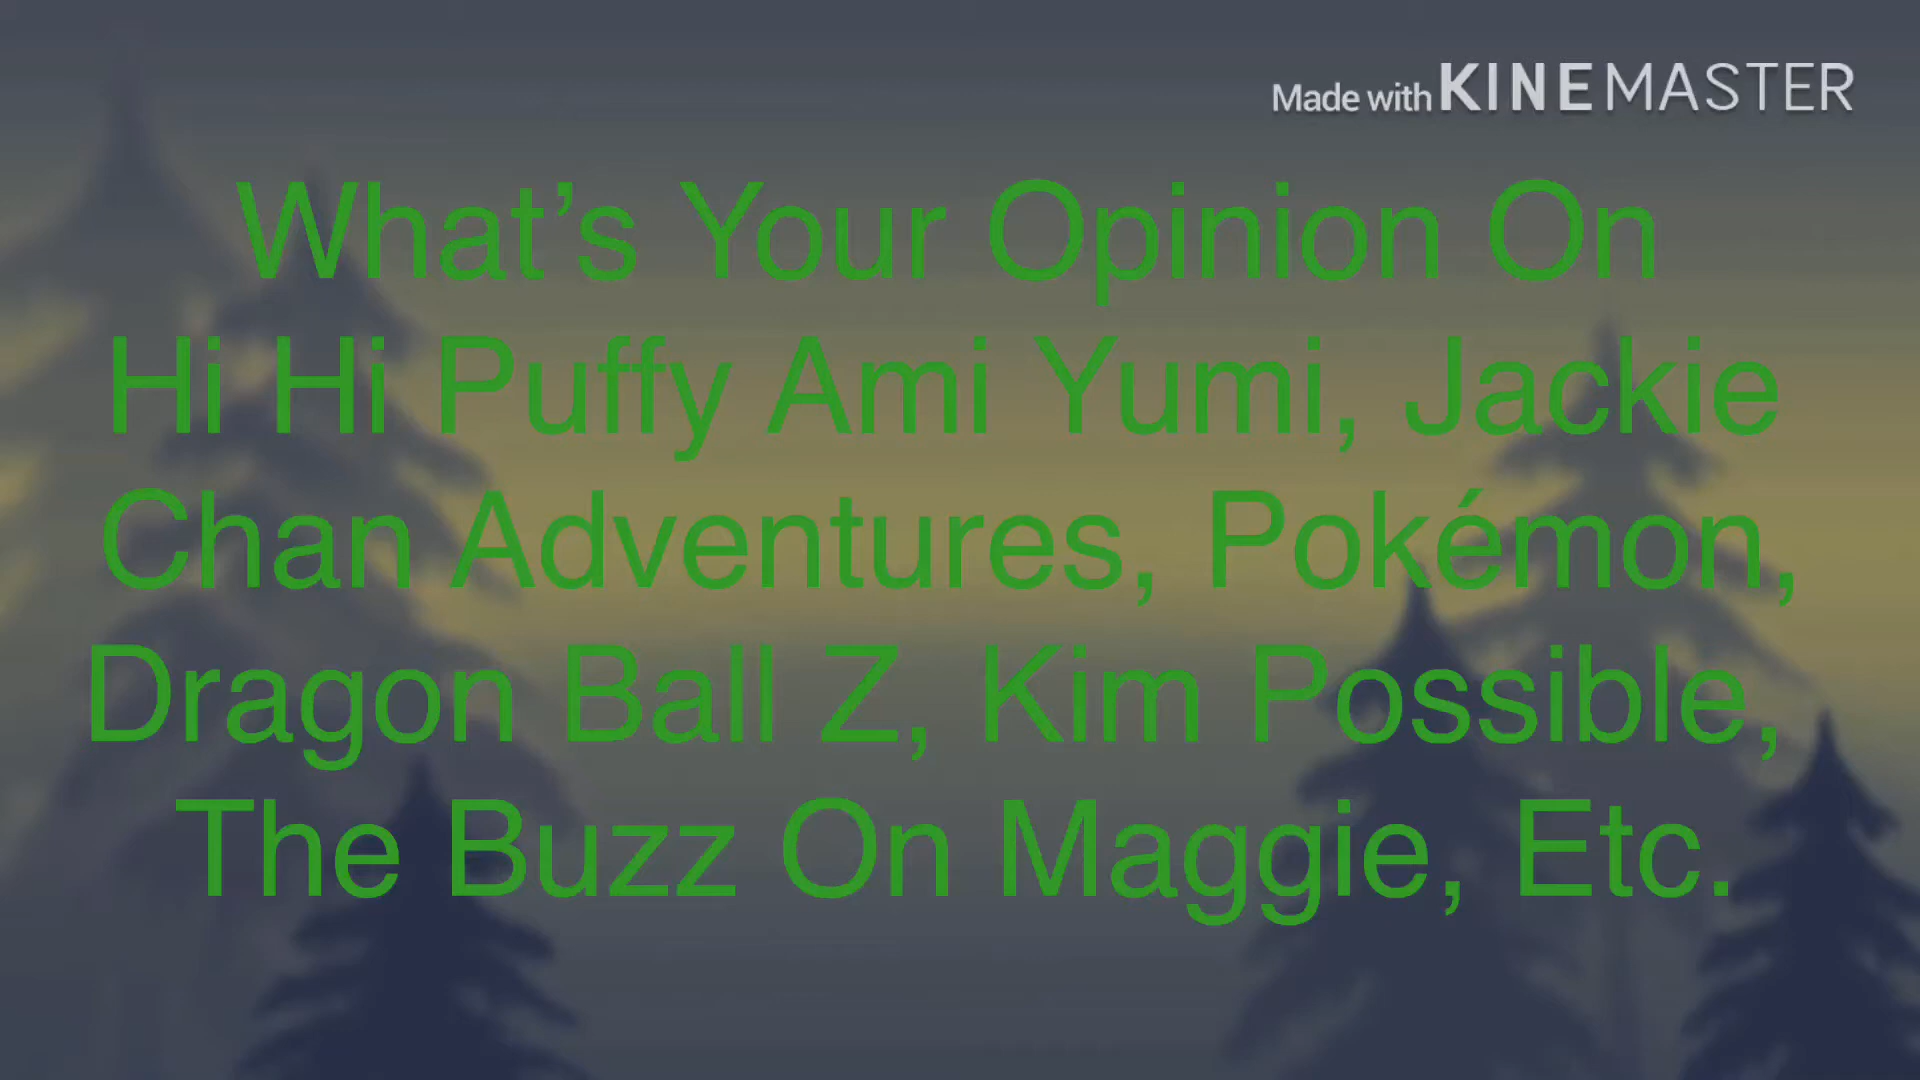 Made with KINEMASTER
What’s Your Opinion On
Hi Hi Puffy Ami Yumi, Jackie
Chan Adventures, Pokémon,
Dragon Ball Z, Kim Possible,
The Buzz On Maggie, Etc.